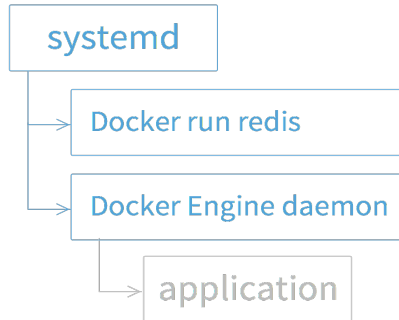 systemd
Docker run redis
Docker Engine daemon
application